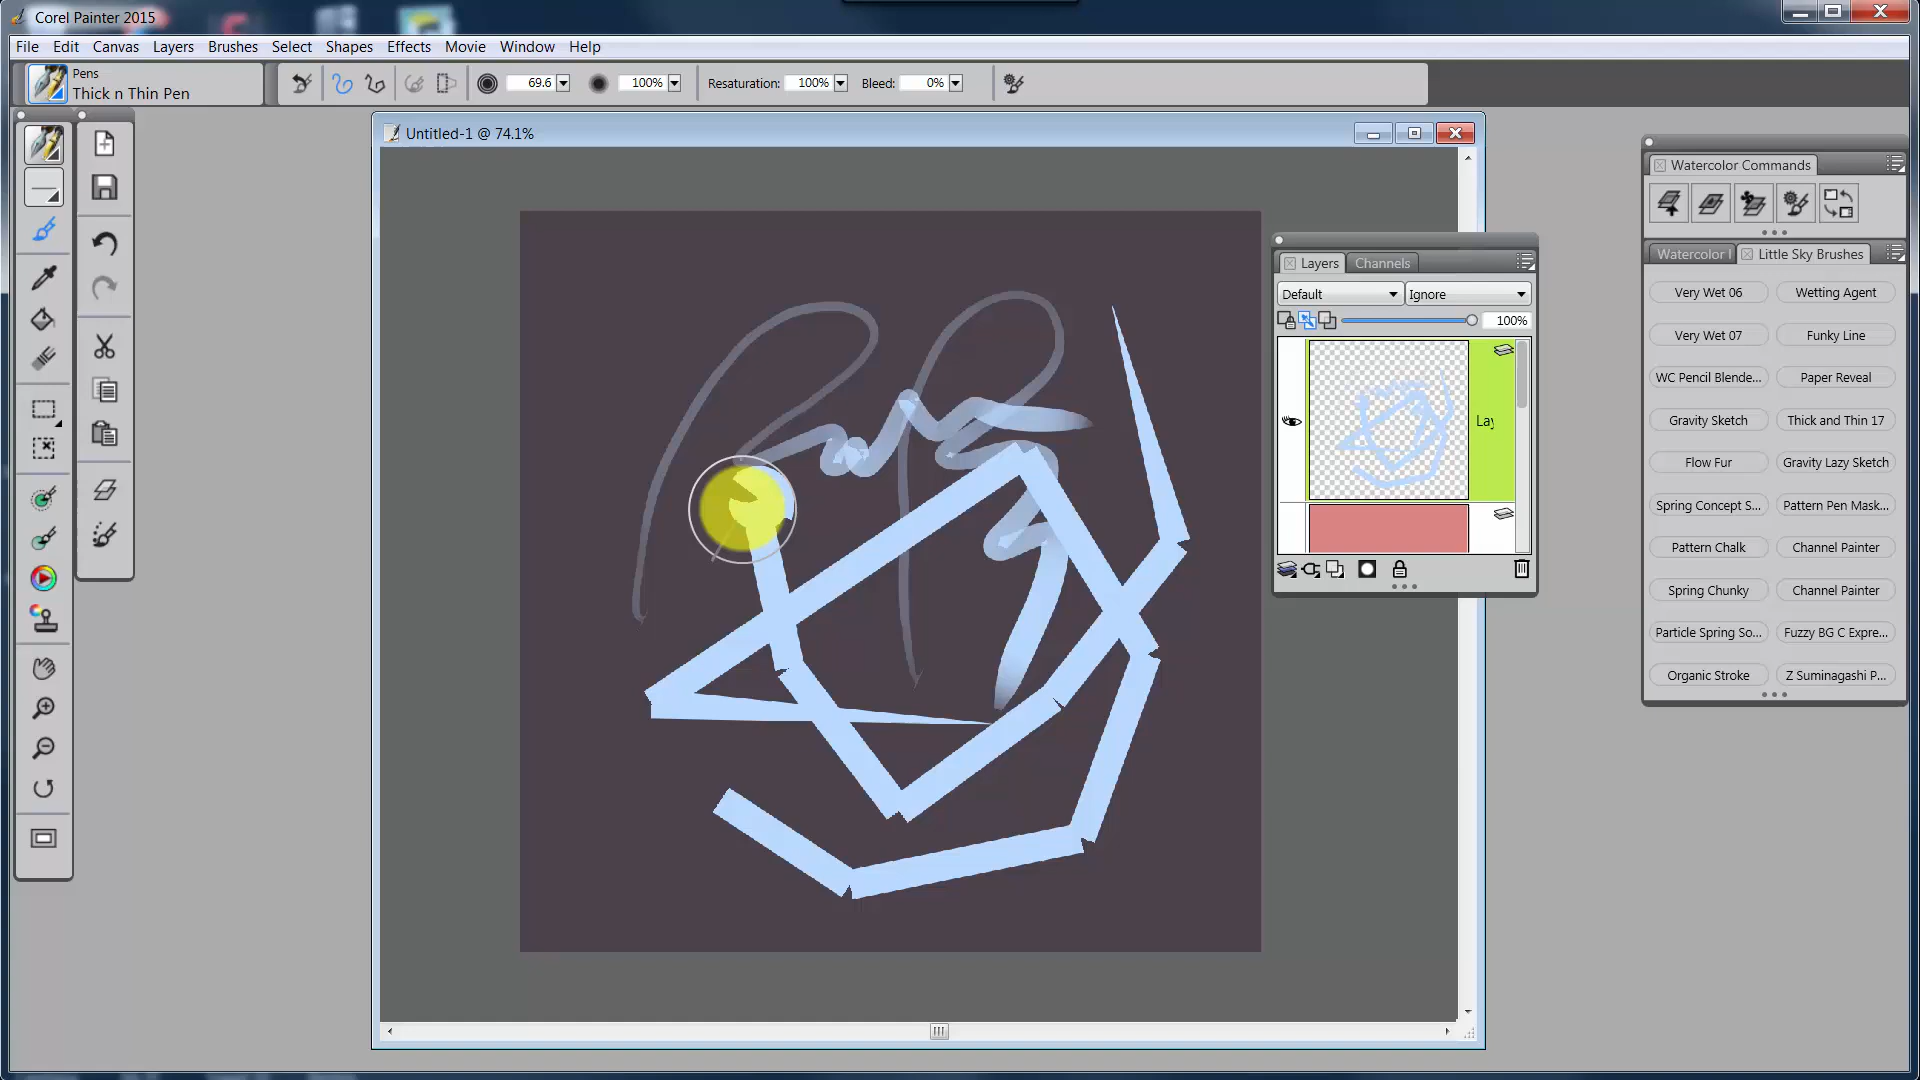 Corel Painter 2015
File Edit Canvas Layers Brushes Select Shapes Effects Movie Window Help
Pens
Thick n Thin Pen
69.6 100% Resaturation: 100% Bleed: 0%
Untitled-1 @ 74.1%
Layers Channels
Default Ignore
100%
Lay
Watercolor Commands
Watercolor I Little Sky Brushes
Very Wet 06 Wetting Agent
Very Wet 07 Funky Line
WC Pencil Blende... Paper Reveal
Gravity Sketch Thick and Thin 17
Flow Fur Gravity Lazy Sketch
Spring Concept S... Pattern Pen Mask...
Pattern Chalk Channel Painter
Spring Chunky Channel Painter
Particle Spring So... Fuzzy BG C Expre...
Organic Stroke Z Suminagashi P...